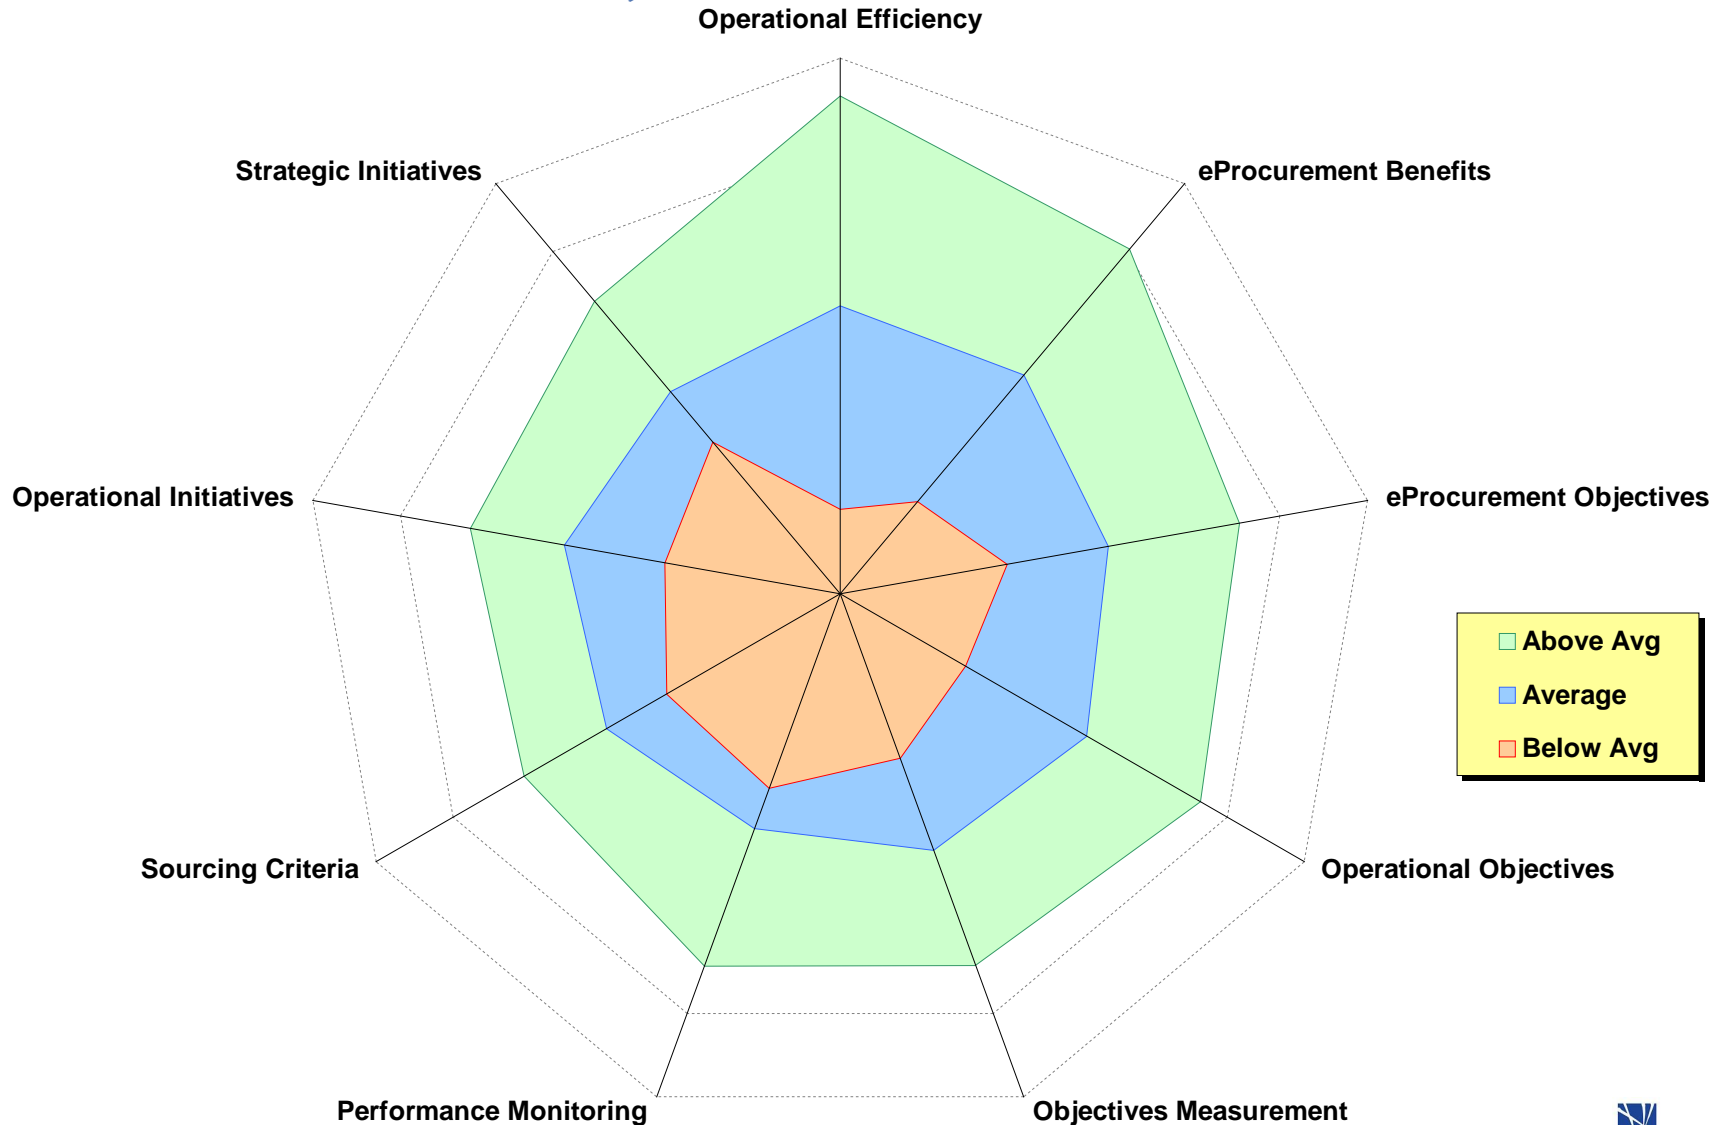 Operational Efficiency
Strategic Initiatives
eProcurement Benefits
Operational Initiatives
eProcurement Objectives
Above Avg
Average
Below Avg
Sourcing Criteria
Operational Objectives
Performance Monitoring
Objectives Measurement